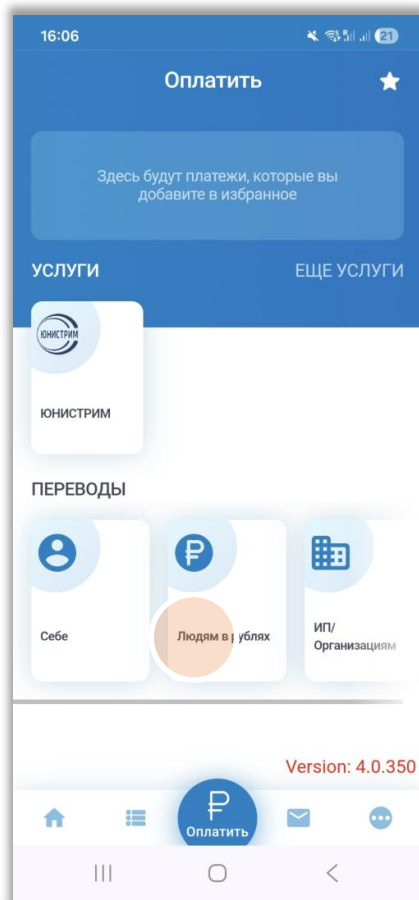 16:06
21
Оплатить
Здесь будут платежи, которые вы
добавите в избранное
УСЛУГИ
ЕЩЕ УСЛУГИ
ЮНИСТРИМ
ЮНИСТРИМ
ПЕРЕВОДЫ
Себе
Людям в рублях
ИП/
Организациям
Version: 4.0.350
Оплатить